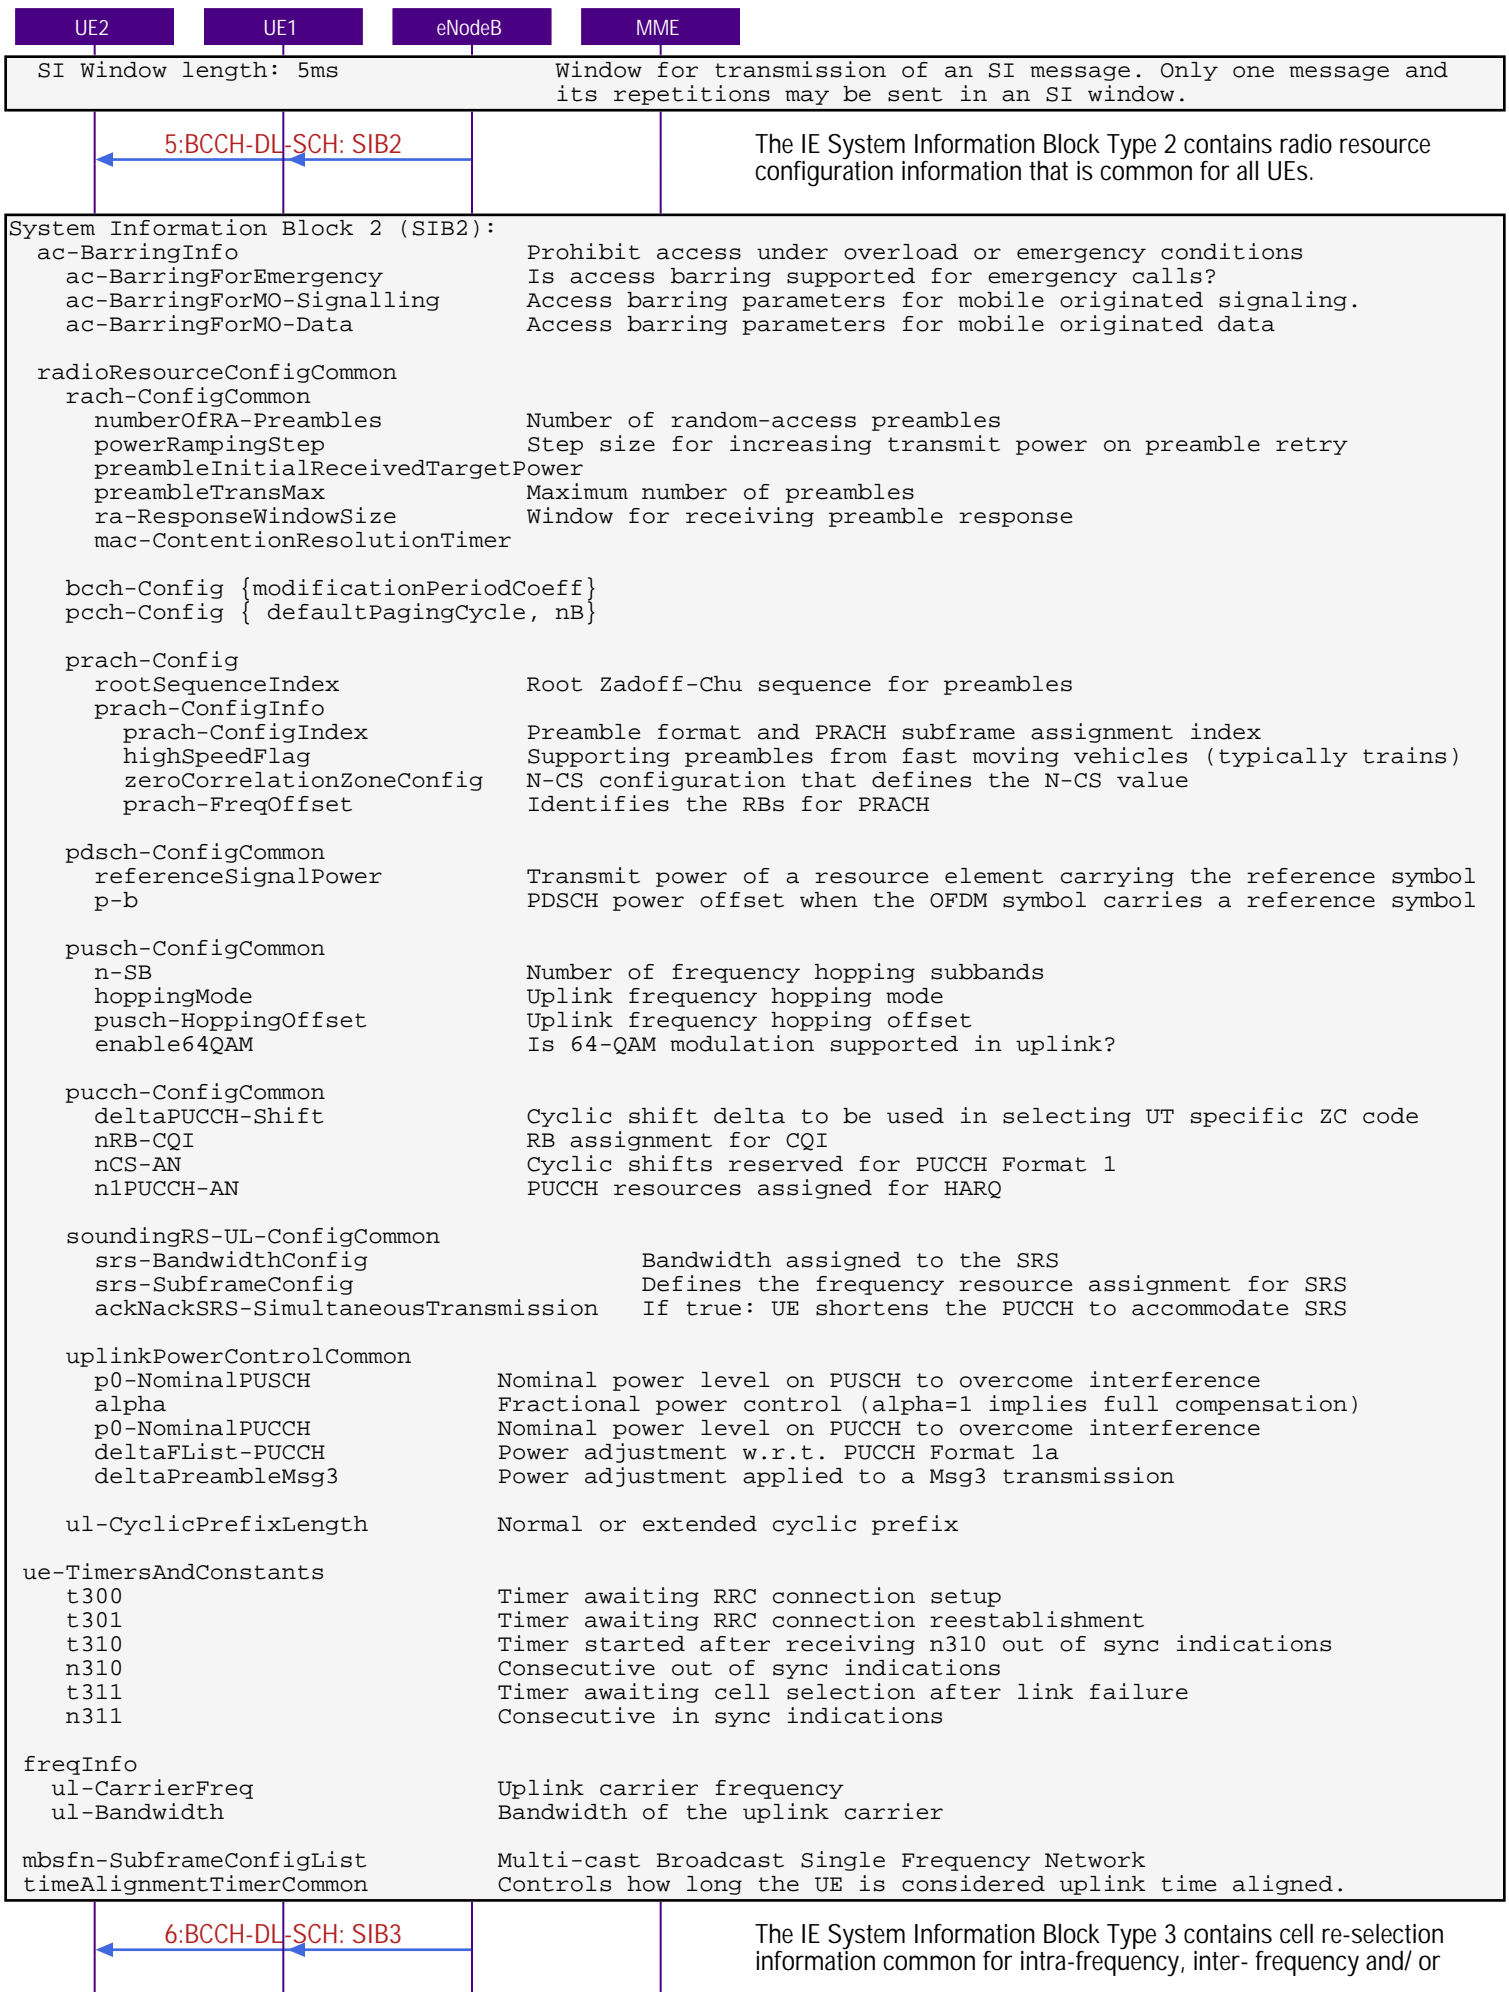 UE2 UE1 eNodeB MME
SI Window length: 5ms Window for transmission of an SI message. Only one message and
its repetitions may be sent in an SI window.
5:BCCH-DL-SCH: SIB2 The IE System Information Block Type 2 contains radio resource
configuration information that is common for all UEs.
System Information Block 2 (SIB2):
ac-BarringInfo Prohibit access under overload or emergency conditions
ac-BarringForEmergency Is access barring supported for emergency calls?
ac-BarringForMO-Signalling Access barring parameters for mobile originated signaling.
ac-BarringForMO-Data Access barring parameters for mobile originated data
radioResourceConfigCommon
rach-ConfigCommon
numberOfRA-Preambles Number of random-access preambles
powerRampingStep Step size for increasing transmit power on preamble retry
preambleInitialReceivedTargetPower
preambleTransMax Maximum number of preambles
ra-ResponseWindowSize Window for receiving preamble response
mac-ContentionResolutionTimer
bcch-Config {modificationPeriodCoeff}
pcch-Config { defaultPagingCycle, nB}
prach-Config
rootSequenceIndex Root Zadoff-Chu sequence for preambles
prach-ConfigInfo
prach-ConfigIndex Preamble format and PRACH subframe assignment index
highSpeedFlag Supporting preambles from fast moving vehicles (typically trains)
zeroCorrelationZoneConfig N-CS configuration that defines the N-CS value
prach-FreqOffset Identifies the RBs for PRACH
pdsch-ConfigCommon
referenceSignalPower Transmit power of a resource element carrying the reference symbol
p-b PDSCH power offset when the OFDM symbol carries a reference symbol
pusch-ConfigCommon
n-SB Number of frequency hopping subbands
hoppingMode Uplink frequency hopping mode
pusch-HoppingOffset Uplink frequency hopping offset
enable64QAM Is 64-QAM modulation supported in uplink?
pucch-ConfigCommon
deltaPUCCH-Shift Cyclic shift delta to be used in selecting UT specific ZC code
nRB-CQI RB assignment for CQI
nCS-AN Cyclic shifts reserved for PUCCH Format 1
n1PUCCH-AN PUCCH resources assigned for HARQ
soundingRS-UL-ConfigCommon
srs-BandwidthConfig Bandwidth assigned to the SRS
srs-SubframeConfig Defines the frequency resource assignment for SRS
ackNackSRS-SimultaneousTransmission If true: UE shortens the PUCCH to accommodate SRS
uplinkPowerControlCommon
p0-NominalPUSCH Nominal power level on PUSCH to overcome interference
alpha Fractional power control (alpha=1 implies full compensation)
p0-NominalPUCCH Nominal power level on PUCCH to overcome interference
deltaFList-PUCCH Power adjustment w.r.t. PUCCH Format 1a
deltaPreambleMsg3 Power adjustment applied to a Msg3 transmission
ul-CyclicPrefixLength Normal or extended cyclic prefix
ue-TimersAndConstants
t300 Timer awaiting RRC connection setup
t301 Timer awaiting RRC connection reestablishment
t310 Timer started after receiving n310 out of sync indications
n310 Consecutive out of sync indications
t311 Timer awaiting cell selection after link failure
n311 Consecutive in sync indications
freqInfo
ul-CarrierFreq Uplink carrier frequency
ul-Bandwidth Bandwidth of the uplink carrier
mbsfn-SubframeConfigList Multi-cast Broadcast Single Frequency Network
timeAlignmentTimerCommon Controls how long the UE is considered uplink time aligned.
6:BCCH-DL-SCH: SIB3 The IE System Information Block Type 3 contains cell re-selection
information common for intra-frequency, inter- frequency and/ or